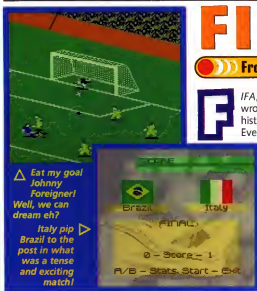 FI
Fro
F
IFA,
wro
hist
Eve
△ Eat my goal
Johnny
Foreigner!
Well, we can
dream eh?
Italy pip ▷
Brazil to the
post in what
was a tense
and exciting
match!
Brazil
Italy
FINAL
0 - Score - 1
A/B - Stats, Start - Exit